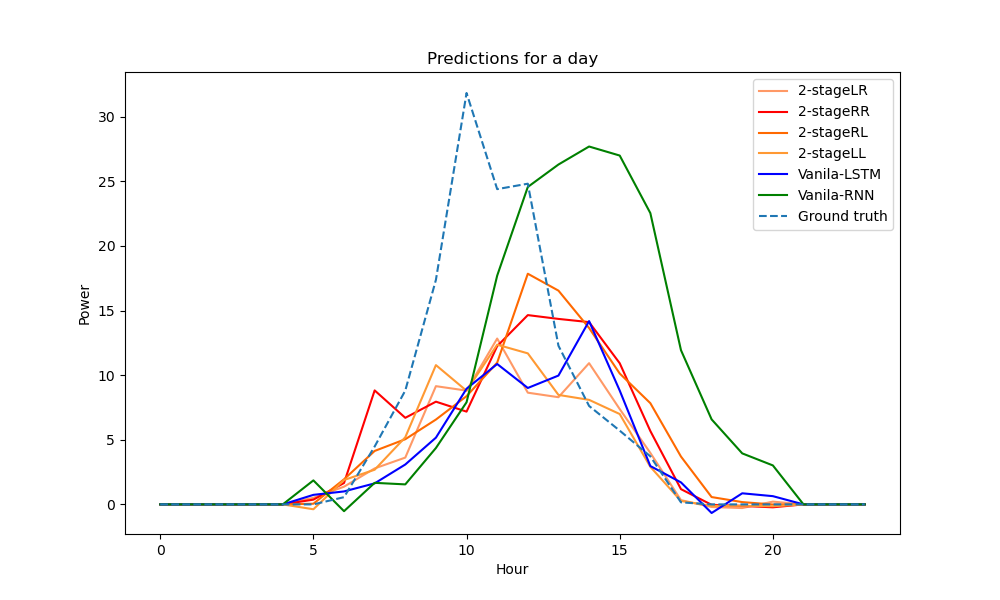 Predictions for a day
2-stageLR
2-stageRR
2-stageRL
2-stageLL
Vanila-LSTM
Vanila-RNN
Ground truth
30
25
20
15
10
5
0
Power
0 5 10 15 20
Hour